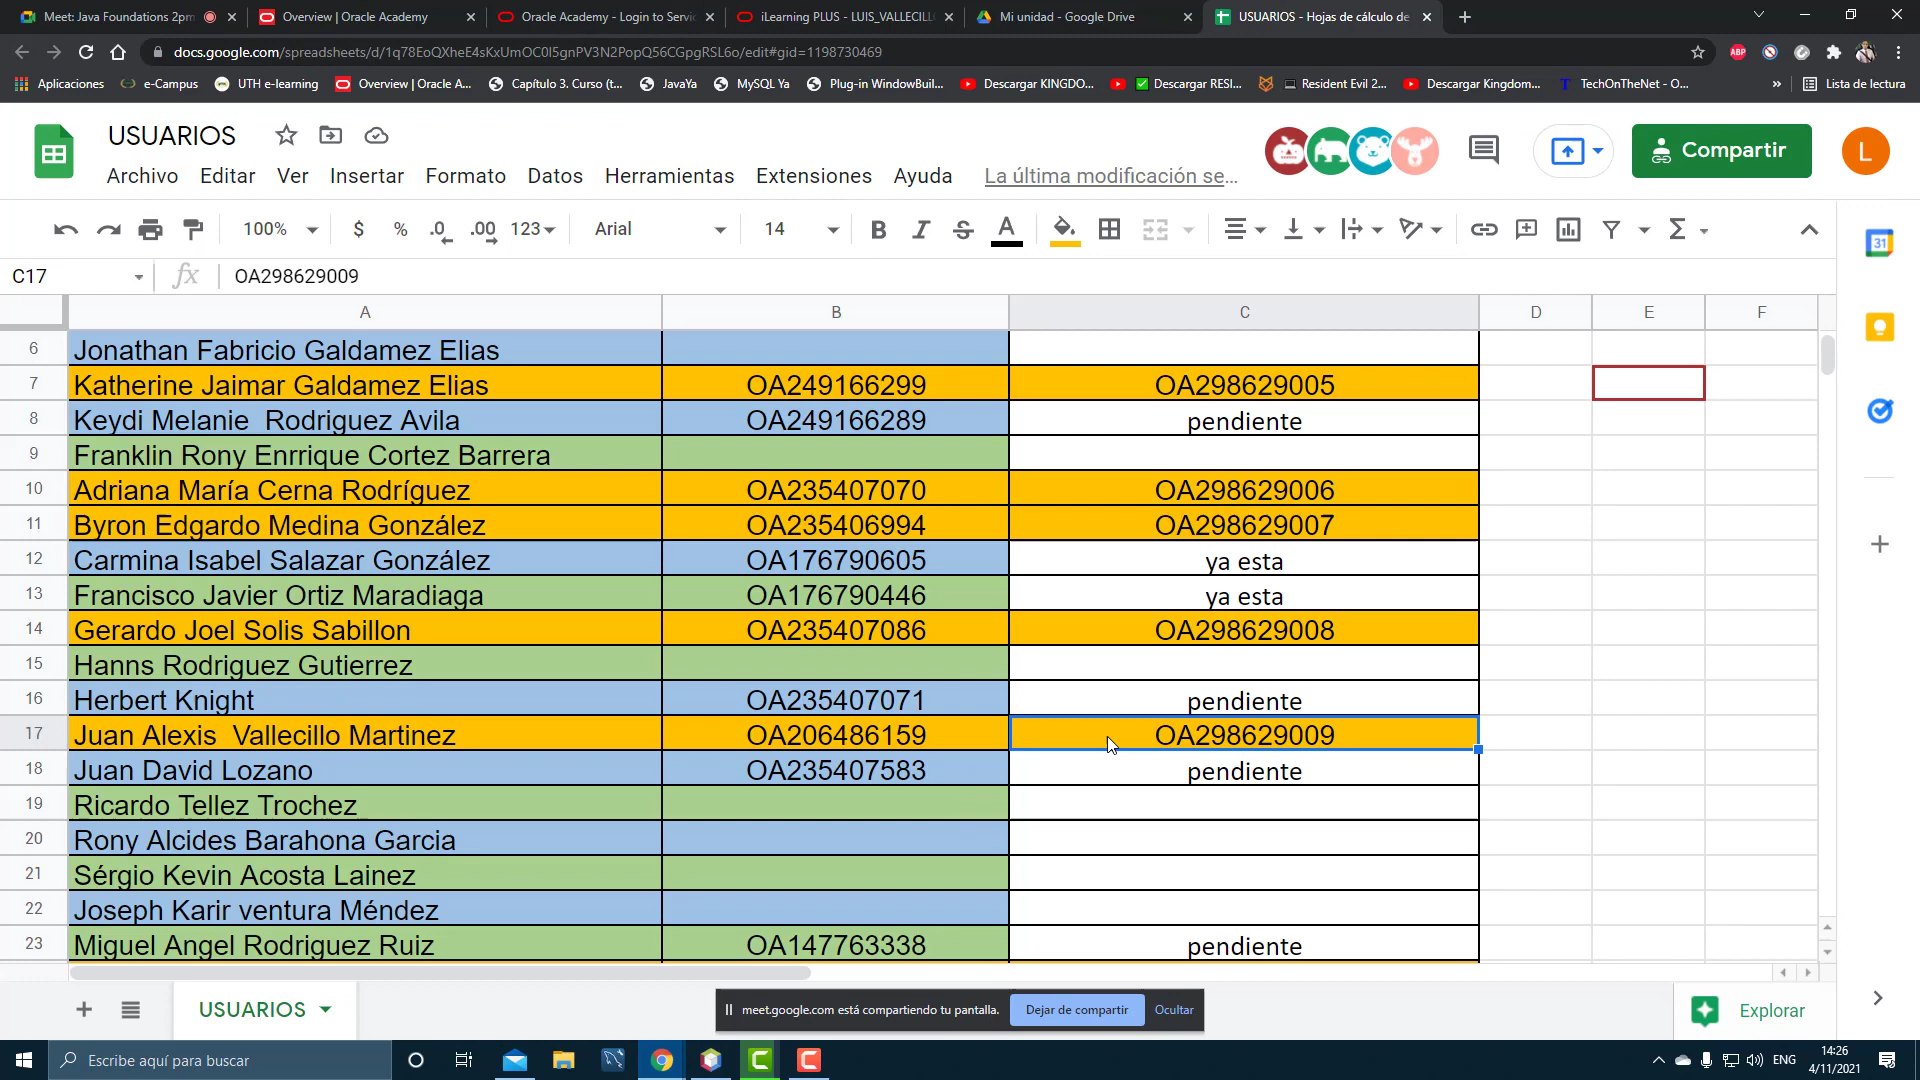 Meet: Java Foundations 2pm
Overview | Oracle Academy
Oracle Academy - Login to Servic
iLearning PLUS - LUIS_VALLECILL
Mi unidad - Google Drive
USUARIOS - Hojas de cálculo de
docs.google.com/spreadsheets/d/1q78EoQXheE4sKxUmOC0I5gnPV3N2PopQ56CGpgRSL6o/edit#gid=1198730469
ABP
Aplicaciones
e-Campus
UTH e-learning
Overview | Oracle A...
Capítulo 3. Curso (t...
JavaYa
MySQL Ya
Plug-in WindowBuil...
Descargar KINGDO...
Descargar RESI...
Resident Evil 2...
Descargar Kingdom...
TechOnTheNet - O...
»
Lista de lectura
USUARIOS
Compartir
L
Archivo Editar Ver Insertar Formato Datos Herramientas Extensiones Ayuda La última modificación se...
100% $ % .0 .00 123 Arial 14 B I S A Σ
31
C17 fx OA298629009
A B C D E F
6 Jonathan Fabricio Galdamez Elias
7 Katherine Jaimar Galdamez Elias OA249166299 OA298629005
8 Keydi Melanie  Rodriguez Avila OA249166289 pendiente
9 Franklin Rony Enrrique Cortez Barrera
10 Adriana María Cerna Rodríguez OA235407070 OA298629006
11 Byron Edgardo Medina González OA235406994 OA298629007
12 Carmina Isabel Salazar González OA176790605 ya esta
13 Francisco Javier Ortiz Maradiaga OA176790446 ya esta
14 Gerardo Joel Solis Sabillon OA235407086 OA298629008
15 Hanns Rodriguez Gutierrez
16 Herbert Knight OA235407071 pendiente
17 Juan Alexis  Vallecillo Martinez OA206486159 OA298629009
18 Juan David Lozano OA235407583 pendiente
19 Ricardo Tellez Trochez
20 Rony Alcides Barahona Garcia
21 Sérgio Kevin Acosta Lainez
22 Joseph Karir ventura Méndez
23 Miguel Angel Rodriguez Ruiz OA147763338 pendiente
USUARIOS
meet.google.com está compartiendo tu pantalla.
Dejar de compartir
Ocultar
Explorar
Escribe aquí para buscar
ENG
14:26
4/11/2021